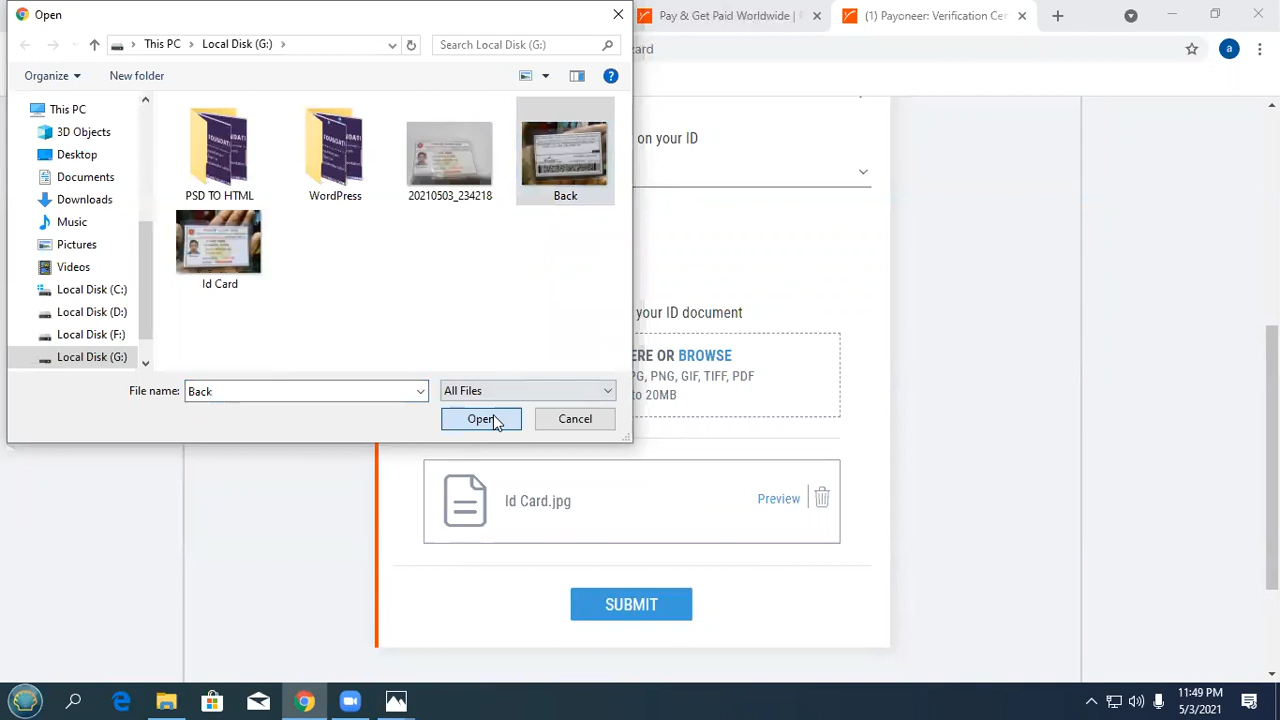 Open
Pay & Get Paid Worldwide |
(1) Payoneer: Verification Cer
This PC
Local Disk (G:)
Search Local Disk (G:)
zard
a
Organize
New folder
This PC
3D Objects
Desktop
Documents
Downloads
Music
Pictures
Videos
Local Disk (C:)
Local Disk (D:)
Local Disk (F:)
Local Disk (G:)
PSD TO HTML
WordPress
20210503_234218
Back
Id Card
File name:
Back
All Files
Open
Cancel
on your ID
your ID document
ERE OR BROWSE
PG, PNG, GIF, TIFF, PDF
to 20MB
Id Card.jpg
Preview
SUBMIT
11:49 PM
5/3/2021